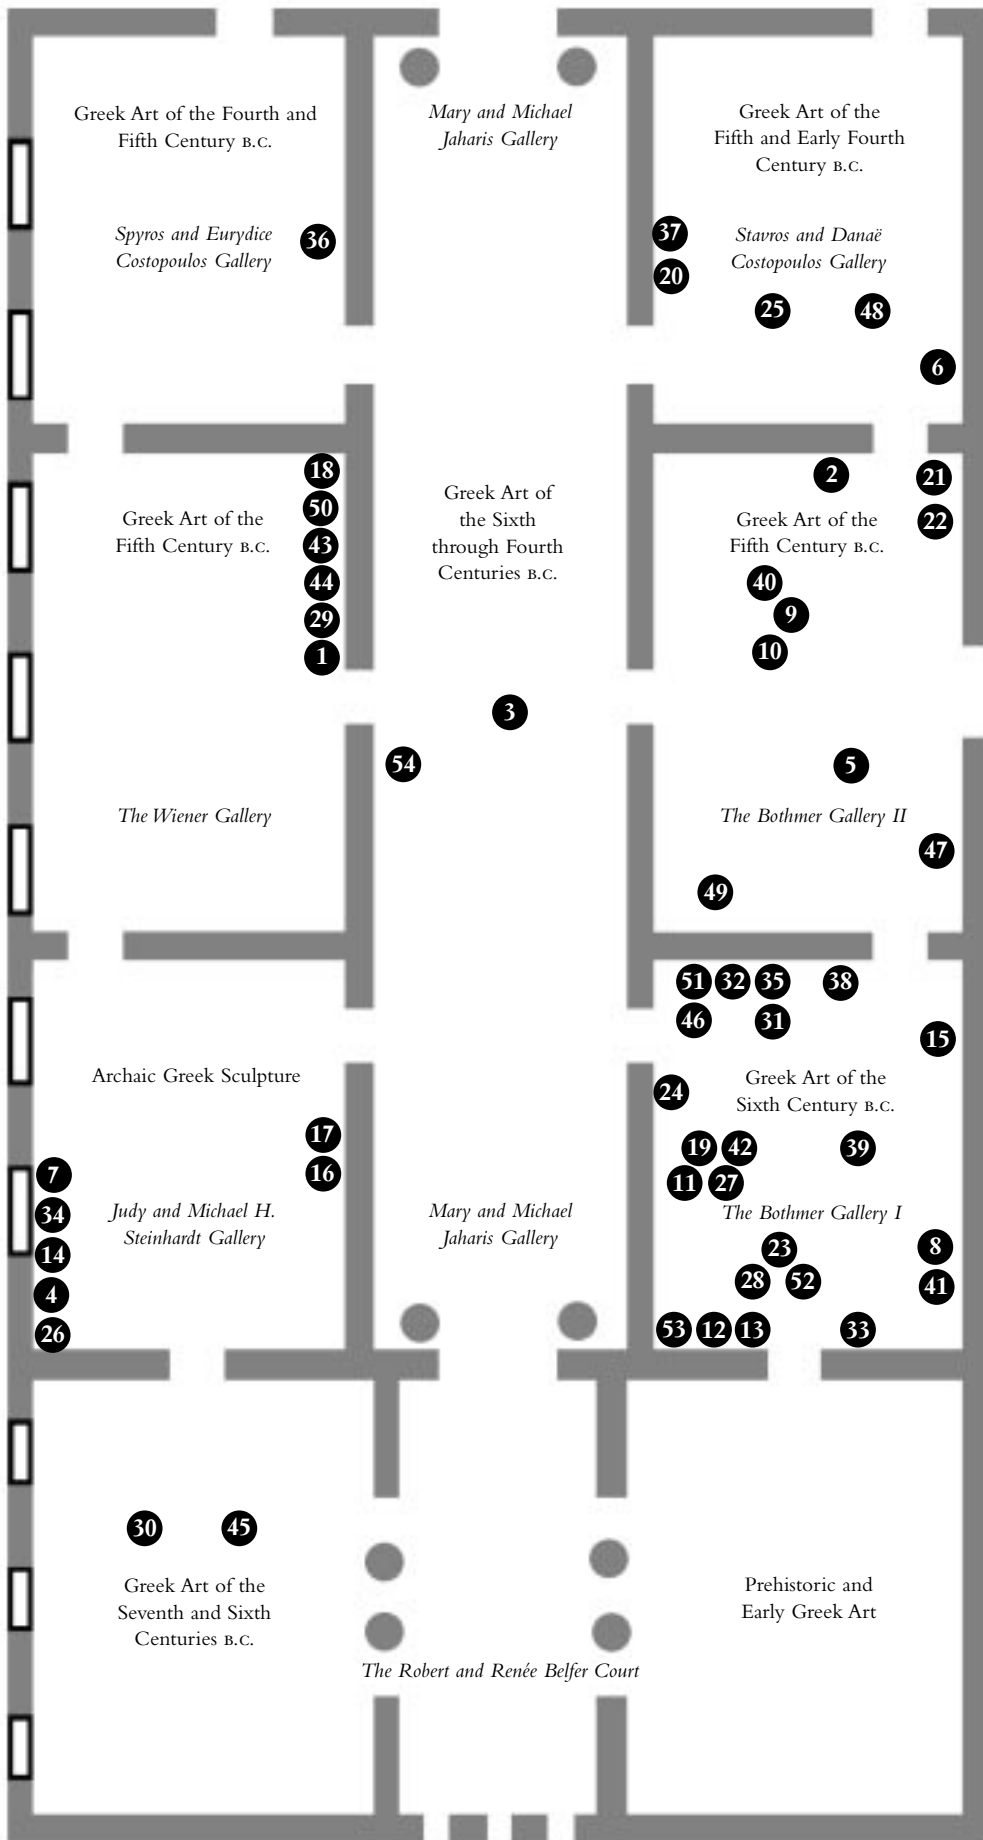 Greek Art of the Fourth and
Fifth Century B.C.
Spyros and Eurydice
Costopoulos Gallery
36
Mary and Michael
Jaharis Gallery
Greek Art of the
Fifth and Early Fourth
Century B.C.
37
Stavros and Danaë
Costopoulos Gallery
20
25
48
6
18
50
43
44
29
1
Greek Art of the
Fifth Century B.C.
The Wiener Gallery
Greek Art of
the Sixth
through Fourth
Centuries B.C.
3
54
2
21
22
Greek Art of the
Fifth Century B.C.
40
9
10
5
The Bothmer Gallery II
47
49
Archaic Greek Sculpture
17
16
7
34
14
4
26
Judy and Michael H.
Steinhardt Gallery
Mary and Michael
Jaharis Gallery
51 32 35 38
46 31
15
24
Greek Art of the
Sixth Century B.C.
19 42 39
11 27
The Bothmer Gallery I
23 8
28 52 41
53 12 13 33
30 45
Greek Art of the
Seventh and Sixth
Centuries B.C.
Prehistoric and
Early Greek Art
The Robert and Renée Belfer Court